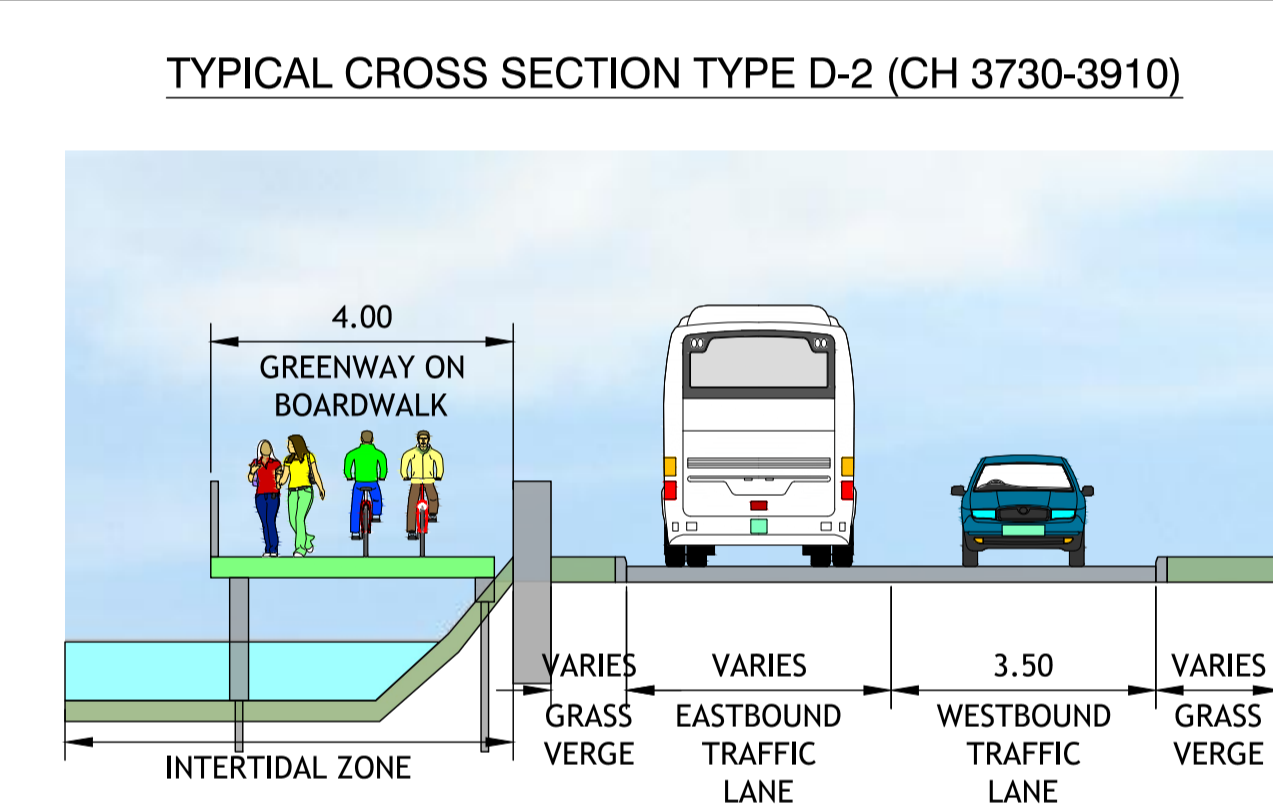 TYPICAL CROSS SECTION TYPE D-2 (CH 3730-3910)
4.00
GREENWAY ON
BOARDWALK
INTERTIDAL ZONE
VARIES
GRASS
VERGE
VARIES
EASTBOUND
TRAFFIC
LANE
3.50
WESTBOUND
TRAFFIC
LANE
VARIES
GRASS
VERGE